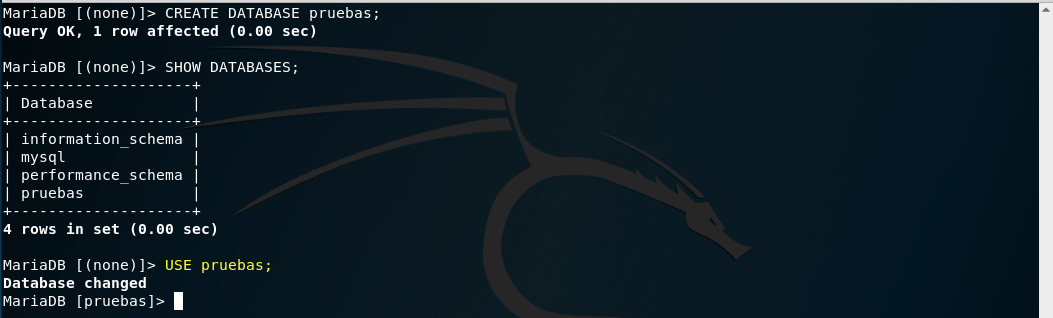 MariaDB [(none)]> CREATE DATABASE pruebas;
Query OK, 1 row affected (0.00 sec)
MariaDB [(none)]> SHOW DATABASES;
+--------------------+
| Database           |
+--------------------+
| information_schema |
| mysql              |
| performance_schema |
| pruebas            |
+--------------------+
4 rows in set (0.00 sec)
MariaDB [(none)]> USE pruebas;
Database changed
MariaDB [pruebas]>